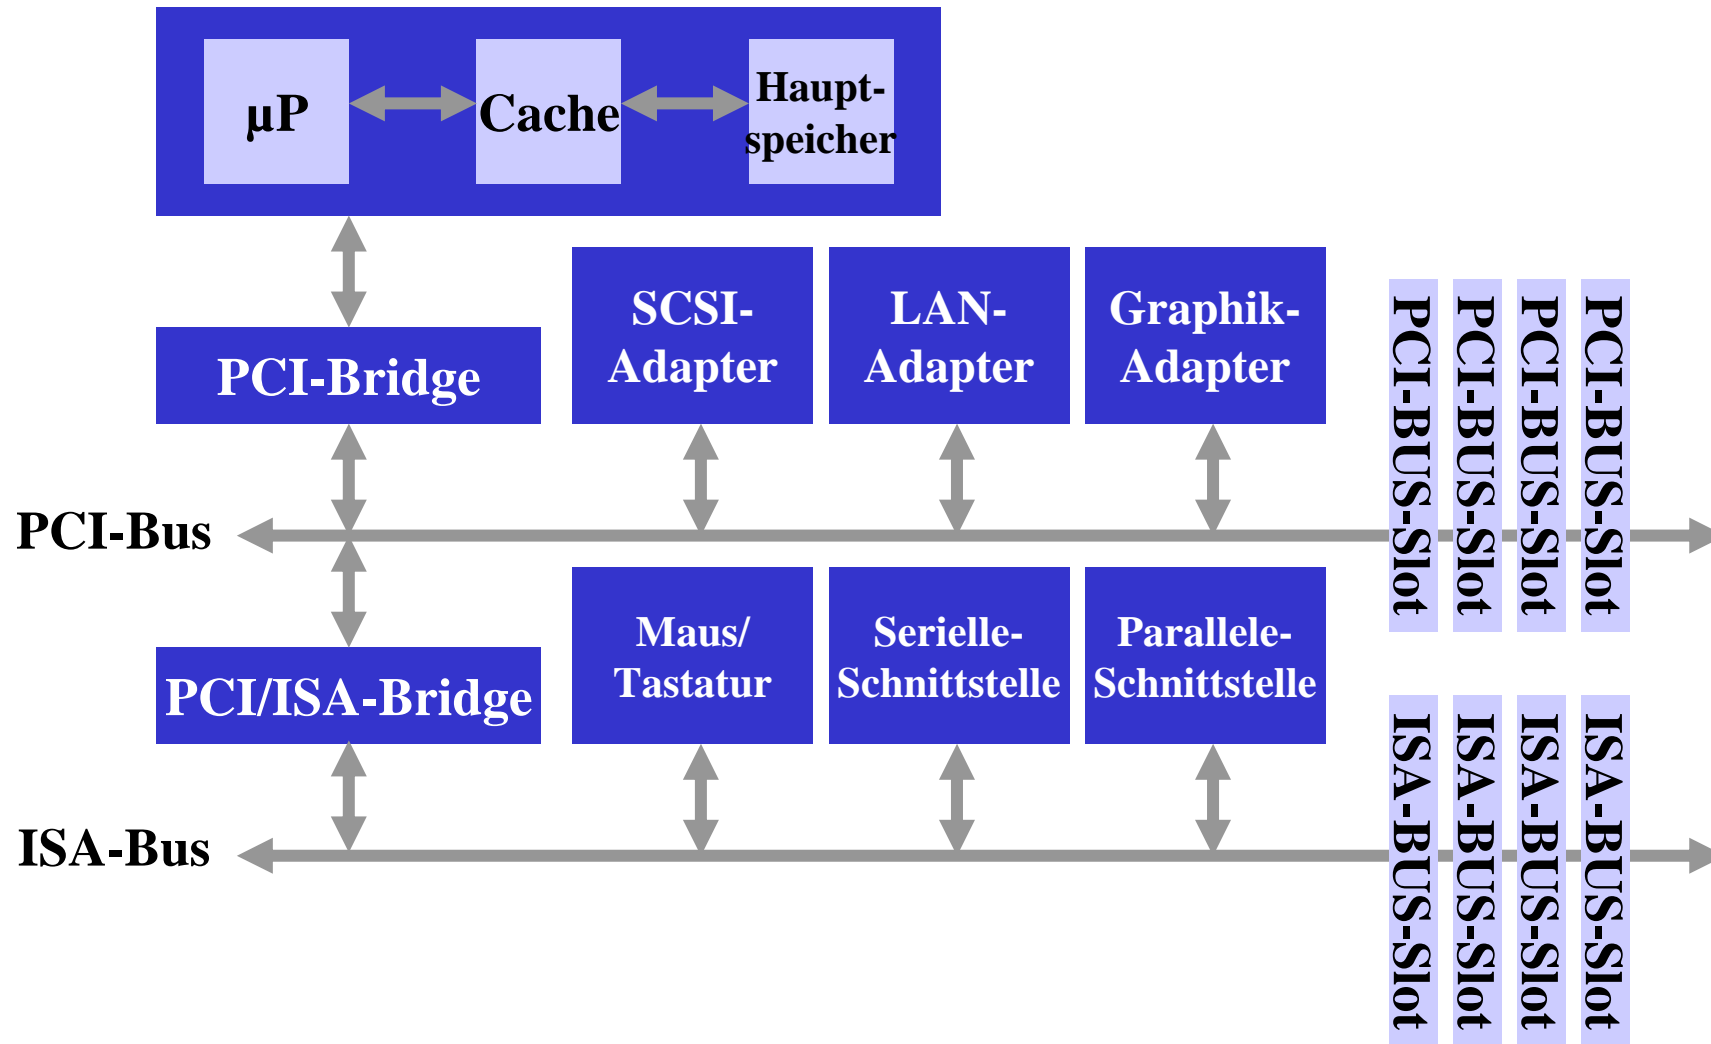 µP
Cache
Haupt-
speicher
SCSI-
Adapter
LAN-
Adapter
Graphik-
Adapter
PCI-Bridge
PCI-BUS-Slot
PCI-BUS-Slot
PCI-BUS-Slot
PCI-BUS-Slot
PCI-Bus
Maus/
Tastatur
Serielle-
Schnittstelle
Parallele-
Schnittstelle
PCI/ISA-Bridge
ISA-BUS-Slot
ISA-BUS-Slot
ISA-BUS-Slot
ISA-BUS-Slot
ISA-Bus